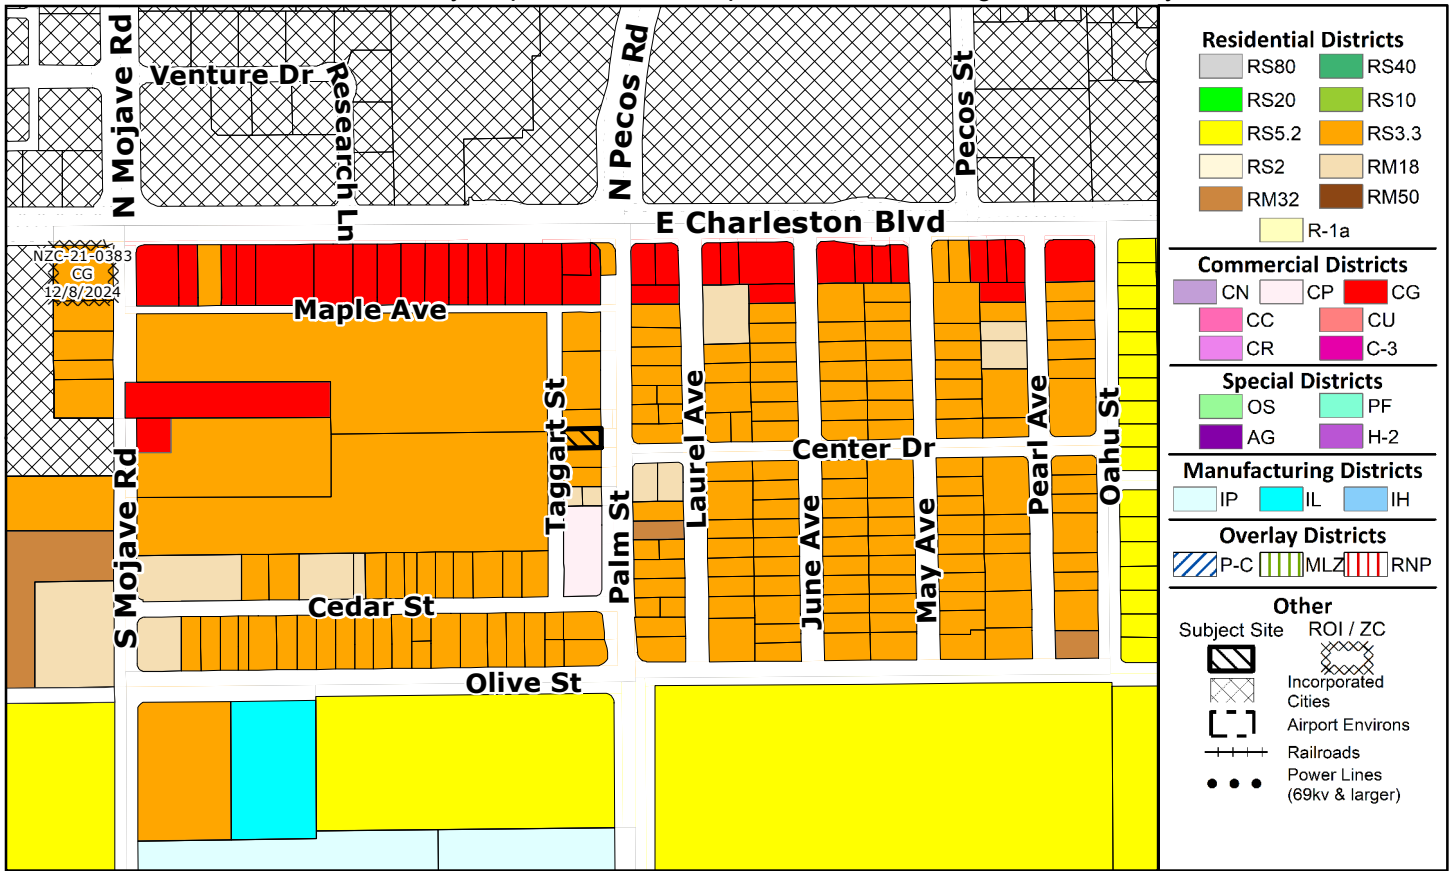 Venture Dr
N Mojave Rd
Research Ln
N Pecos Rd
Pecos St
E Charleston Blvd
NZC-21-0383
CG
12/8/2024
Maple Ave
Taggart St
Laurel Ave
Center Dr
Pearl Ave
Oahu St
S Mojave Rd
Palm St
June Ave
May Ave
Cedar St
Olive St
Residential Districts
RS80 RS40
RS20 RS10
RS5.2 RS3.3
RS2 RM18
RM32 RM50
R-1a
Commercial Districts
CN CP CG
CC CU
CR C-3
Special Districts
OS PF
AG H-2
Manufacturing Districts
IP IL IH
Overlay Districts
P-C MLZ RNP
Other
Subject Site ROI / ZC
Incorporated
Cities
Airport Environs
Railroads
Power Lines
(69kv & larger)